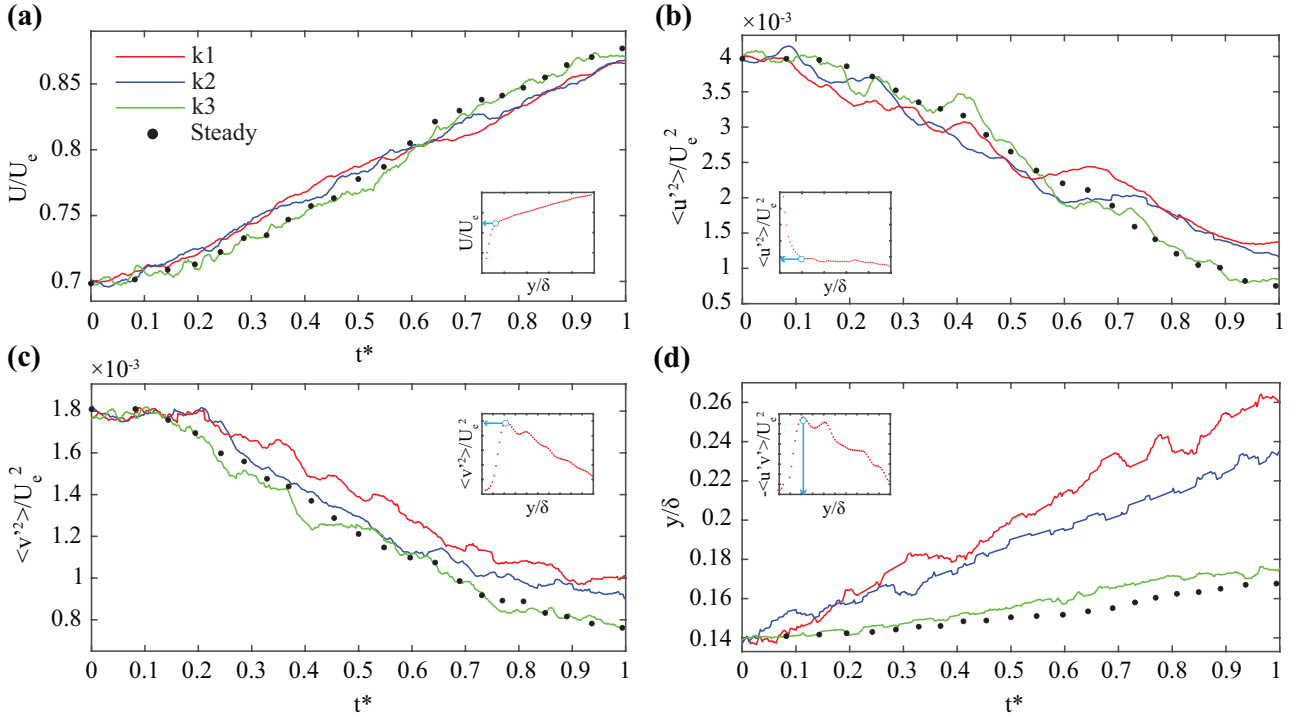 (a)
k1
k2
k3
Steady
U/U_e
0.85
0.8
0.75
0.7
0 0.1 0.2 0.3 0.4 0.5 0.6 0.7 0.8 0.9 1
t*
U/U_e
y/δ
(b)
×10⁻³
<u'²>/U_e²
4
3.5
3
2.5
2
1.5
1
0.5
0 0.1 0.2 0.3 0.4 0.5 0.6 0.7 0.8 0.9 1
t*
<u'²>/U_e²
y/δ
(c)
×10⁻³
<v'²>/U_e²
1.8
1.6
1.4
1.2
1
0.8
0 0.1 0.2 0.3 0.4 0.5 0.6 0.7 0.8 0.9 1
t*
<v'²>/U_e²
y/δ
(d)
y/δ
0.26
0.24
0.22
0.2
0.18
0.16
0.14
0 0.1 0.2 0.3 0.4 0.5 0.6 0.7 0.8 0.9 1
t*
-<u'v'>/U_e²
y/δ